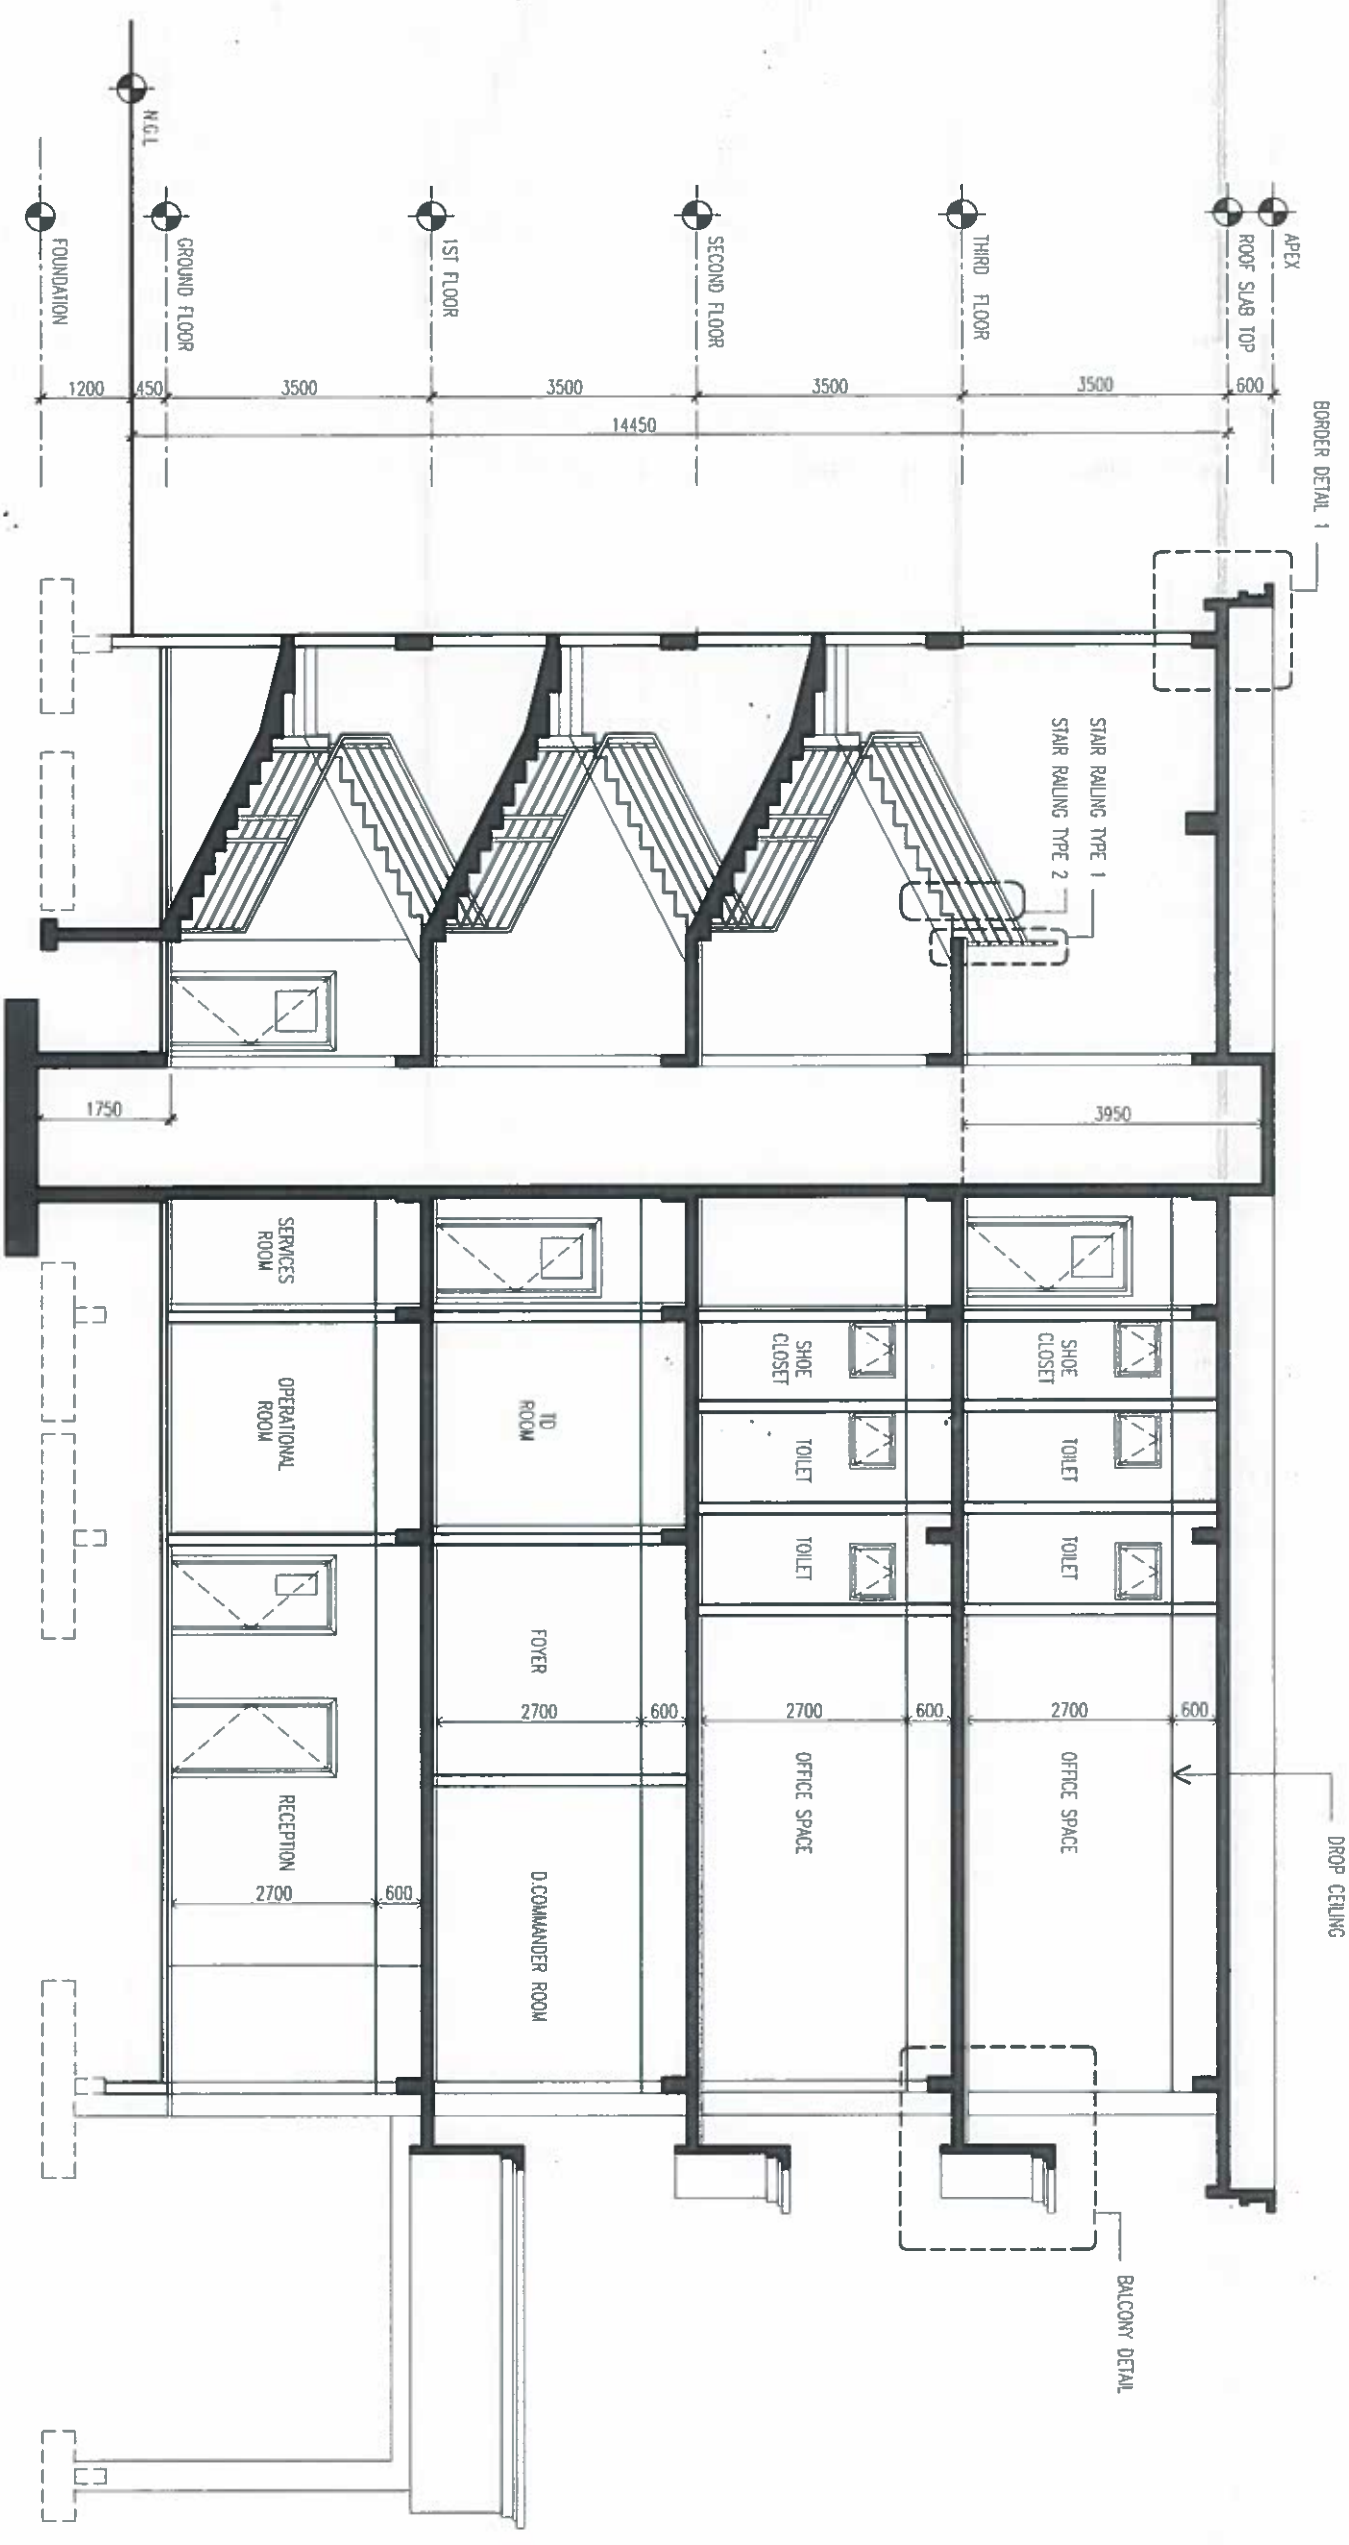 BORDER DETAIL 1
APEX
ROOF SLAB TOP
THIRD FLOOR
SECOND FLOOR
1ST FLOOR
GROUND FLOOR
N.G.L
FOUNDATION
600
3500
3500
3500
3500
450
1200
14450
STAIR RAILING TYPE 1
STAIR RAILING TYPE 2
3950
1750
SHOE
CLOSET
TOILET
TOILET
OFFICE SPACE
2700
600
DROP CEILING
SHOE
CLOSET
TOILET
TOILET
OFFICE SPACE
2700
600
TD
ROOM
FOYER
2700
600
D.COMMANDER ROOM
SERVICES
ROOM
OPERATIONAL
ROOM
RECEPTION
2700
600
BALCONY DETAIL